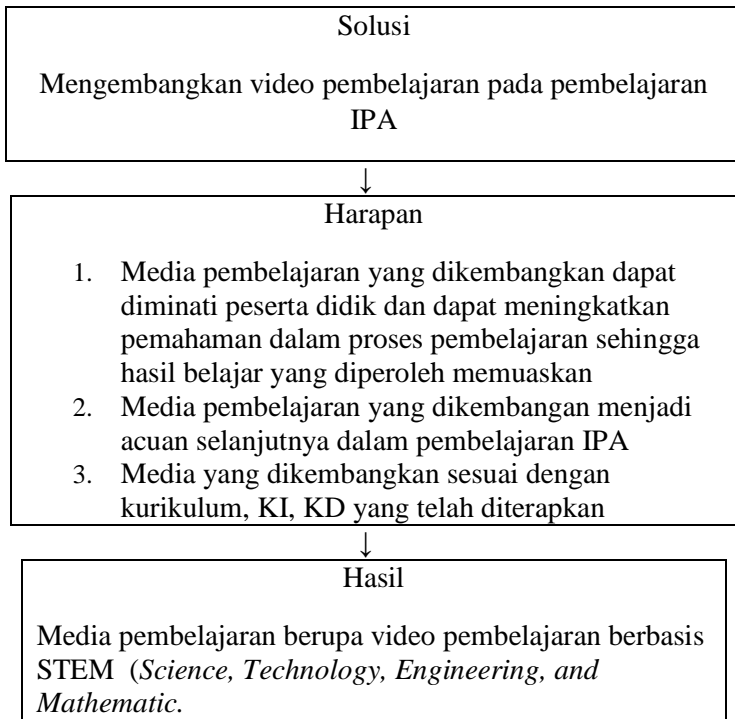 Solusi
Mengembangkan video pembelajaran pada pembelajaran
IPA
↓
Harapan
1. Media pembelajaran yang dikembangkan dapat
diminati peserta didik dan dapat meningkatkan
pemahaman dalam proses pembelajaran sehingga
hasil belajar yang diperoleh memuaskan
2. Media pembelajaran yang dikembangan menjadi
acuan selanjutnya dalam pembelajaran IPA
3. Media yang dikembangkan sesuai dengan
kurikulum, KI, KD yang telah diterapkan
↓
Hasil
Media pembelajaran berupa video pembelajaran berbasis
STEM (Science, Technology, Engineering, and
Mathematic.